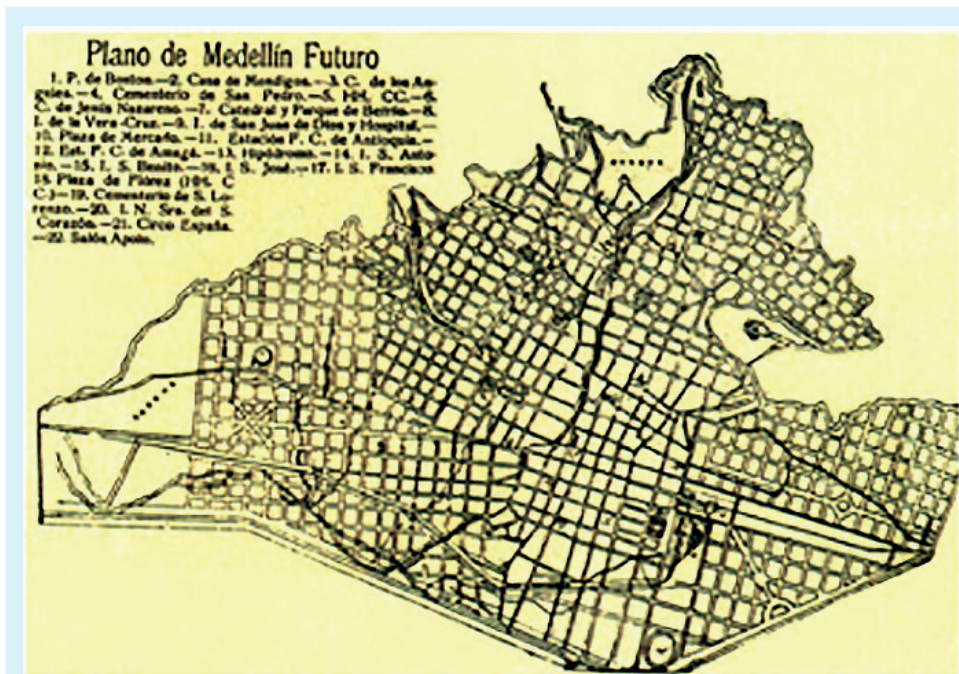 Plano de Medellín Futuro
1. P. de Boston.—2. Casa de Mendigos.—3. C. de los An-
geles.—4. Cementerio de San Pedro.—5. HH. CC.—6.
C. de Jesús Nazareno.—7. Catedral y Parque de Berrío.—8.
I. de la Vera-Cruz.—9. I. de San Juan de Dios y Hospital.—
10. Plaza de Mercado.—11. Estación F. C. de Antioquia.—
12. Est. F. C. de Amagá.—13. Hipódromo.—14. I. S. Anto-
nio.—15. I. S. Benito.—16. I. S. José.—17. I. S. Francisco
18. Plaza de Flórez (HH. C
C.)—19. Cementerio de S. Lo-
renzo.—20. I. N. Sra. del S.
Corazón.—21. Circo España.
—22. Salón Apolo.